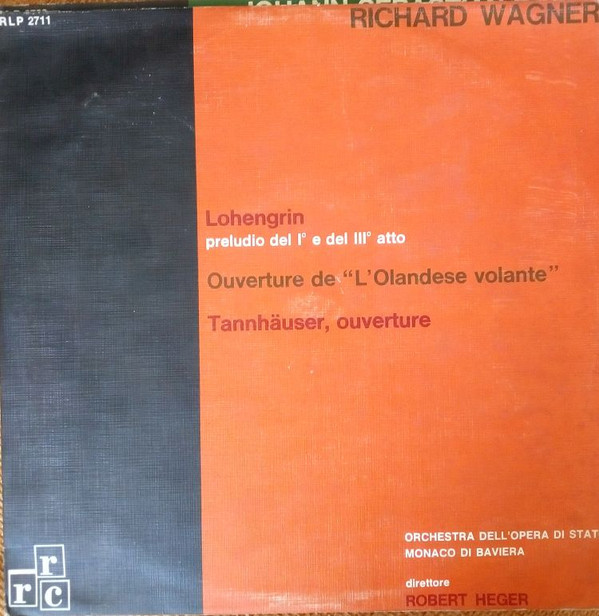 RLP 2711
RICHARD WAGNER
Lohengrin
preludio del I° e del III° atto
Ouverture de "L'Olandese volante"
Tannhäuser, ouverture
ORCHESTRA DELL'OPERA DI STAT
MONACO DI BAVIERA
direttore
ROBERT HEGER
r
r c